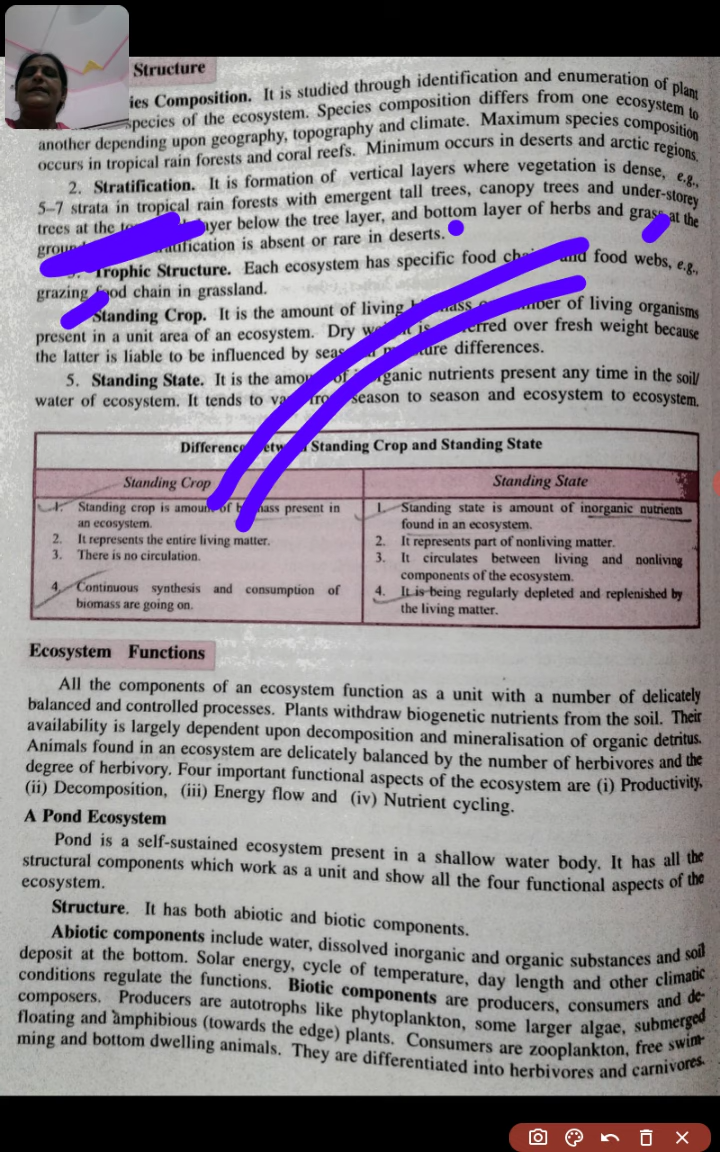 Structure
ies Composition. It is studied through identification and enumeration of plant
species of the ecosystem. Species composition differs from one ecosystem to
another depending upon geography, topography and climate. Maximum species composition
occurs in tropical rain forests and coral reefs. Minimum occurs in deserts and arctic regions.
2. Stratification. It is formation of vertical layers where vegetation is dense, e.g.,
5–7 strata in tropical rain forests with emergent tall trees, canopy trees and under-storey
trees at the layer below the tree layer, and bottom layer of herbs and grass at the
is absent or rare in deserts.
Trophic Structure. Each ecosystem has specific food and food webs, e.g.,
grazing food chain in grassland.
Standing Crop. It is the amount of living of living organisms
present in a unit area of an ecosystem. Dry is over fresh weight because
the latter is liable to be influenced by differences.
5. Standing State. It is the amount of inorganic nutrients present any time in the soil/
water of ecosystem. It tends to season to season and ecosystem to ecosystem.
Difference between Standing Crop and Standing State
Standing Crop
Standing State
1. Standing crop is amount of biomass present in
an ecosystem.
2. It represents the entire living matter.
3. There is no circulation.
4. Continuous synthesis and consumption of
biomass are going on.
1. Standing state is amount of inorganic nutrients
found in an ecosystem.
2. It represents part of nonliving matter.
3. It circulates between living and nonliving
components of the ecosystem.
4. It is being regularly depleted and replenished by
the living matter.
Ecosystem Functions
All the components of an ecosystem function as a unit with a number of delicately
balanced and controlled processes. Plants withdraw biogenetic nutrients from the soil. Their
availability is largely dependent upon decomposition and mineralisation of organic detritus.
Animals found in an ecosystem are delicately balanced by the number of herbivores and the
degree of herbivory. Four important functional aspects of the ecosystem are (i) Productivity,
(ii) Decomposition, (iii) Energy flow and (iv) Nutrient cycling.
A Pond Ecosystem
Pond is a self-sustained ecosystem present in a shallow water body. It has all the
structural components which work as a unit and show all the four functional aspects of the
ecosystem.
Structure. It has both abiotic and biotic components.
Abiotic components include water, dissolved inorganic and organic substances and soil
deposit at the bottom. Solar energy, cycle of temperature, day length and other climatic
conditions regulate the functions. Biotic components are producers, consumers and de-
composers. Producers are autotrophs like phytoplankton, some larger algae, submerged
floating and amphibious (towards the edge) plants. Consumers are zooplankton, free swim-
ming and bottom dwelling animals. They are differentiated into herbivores and carnivores.